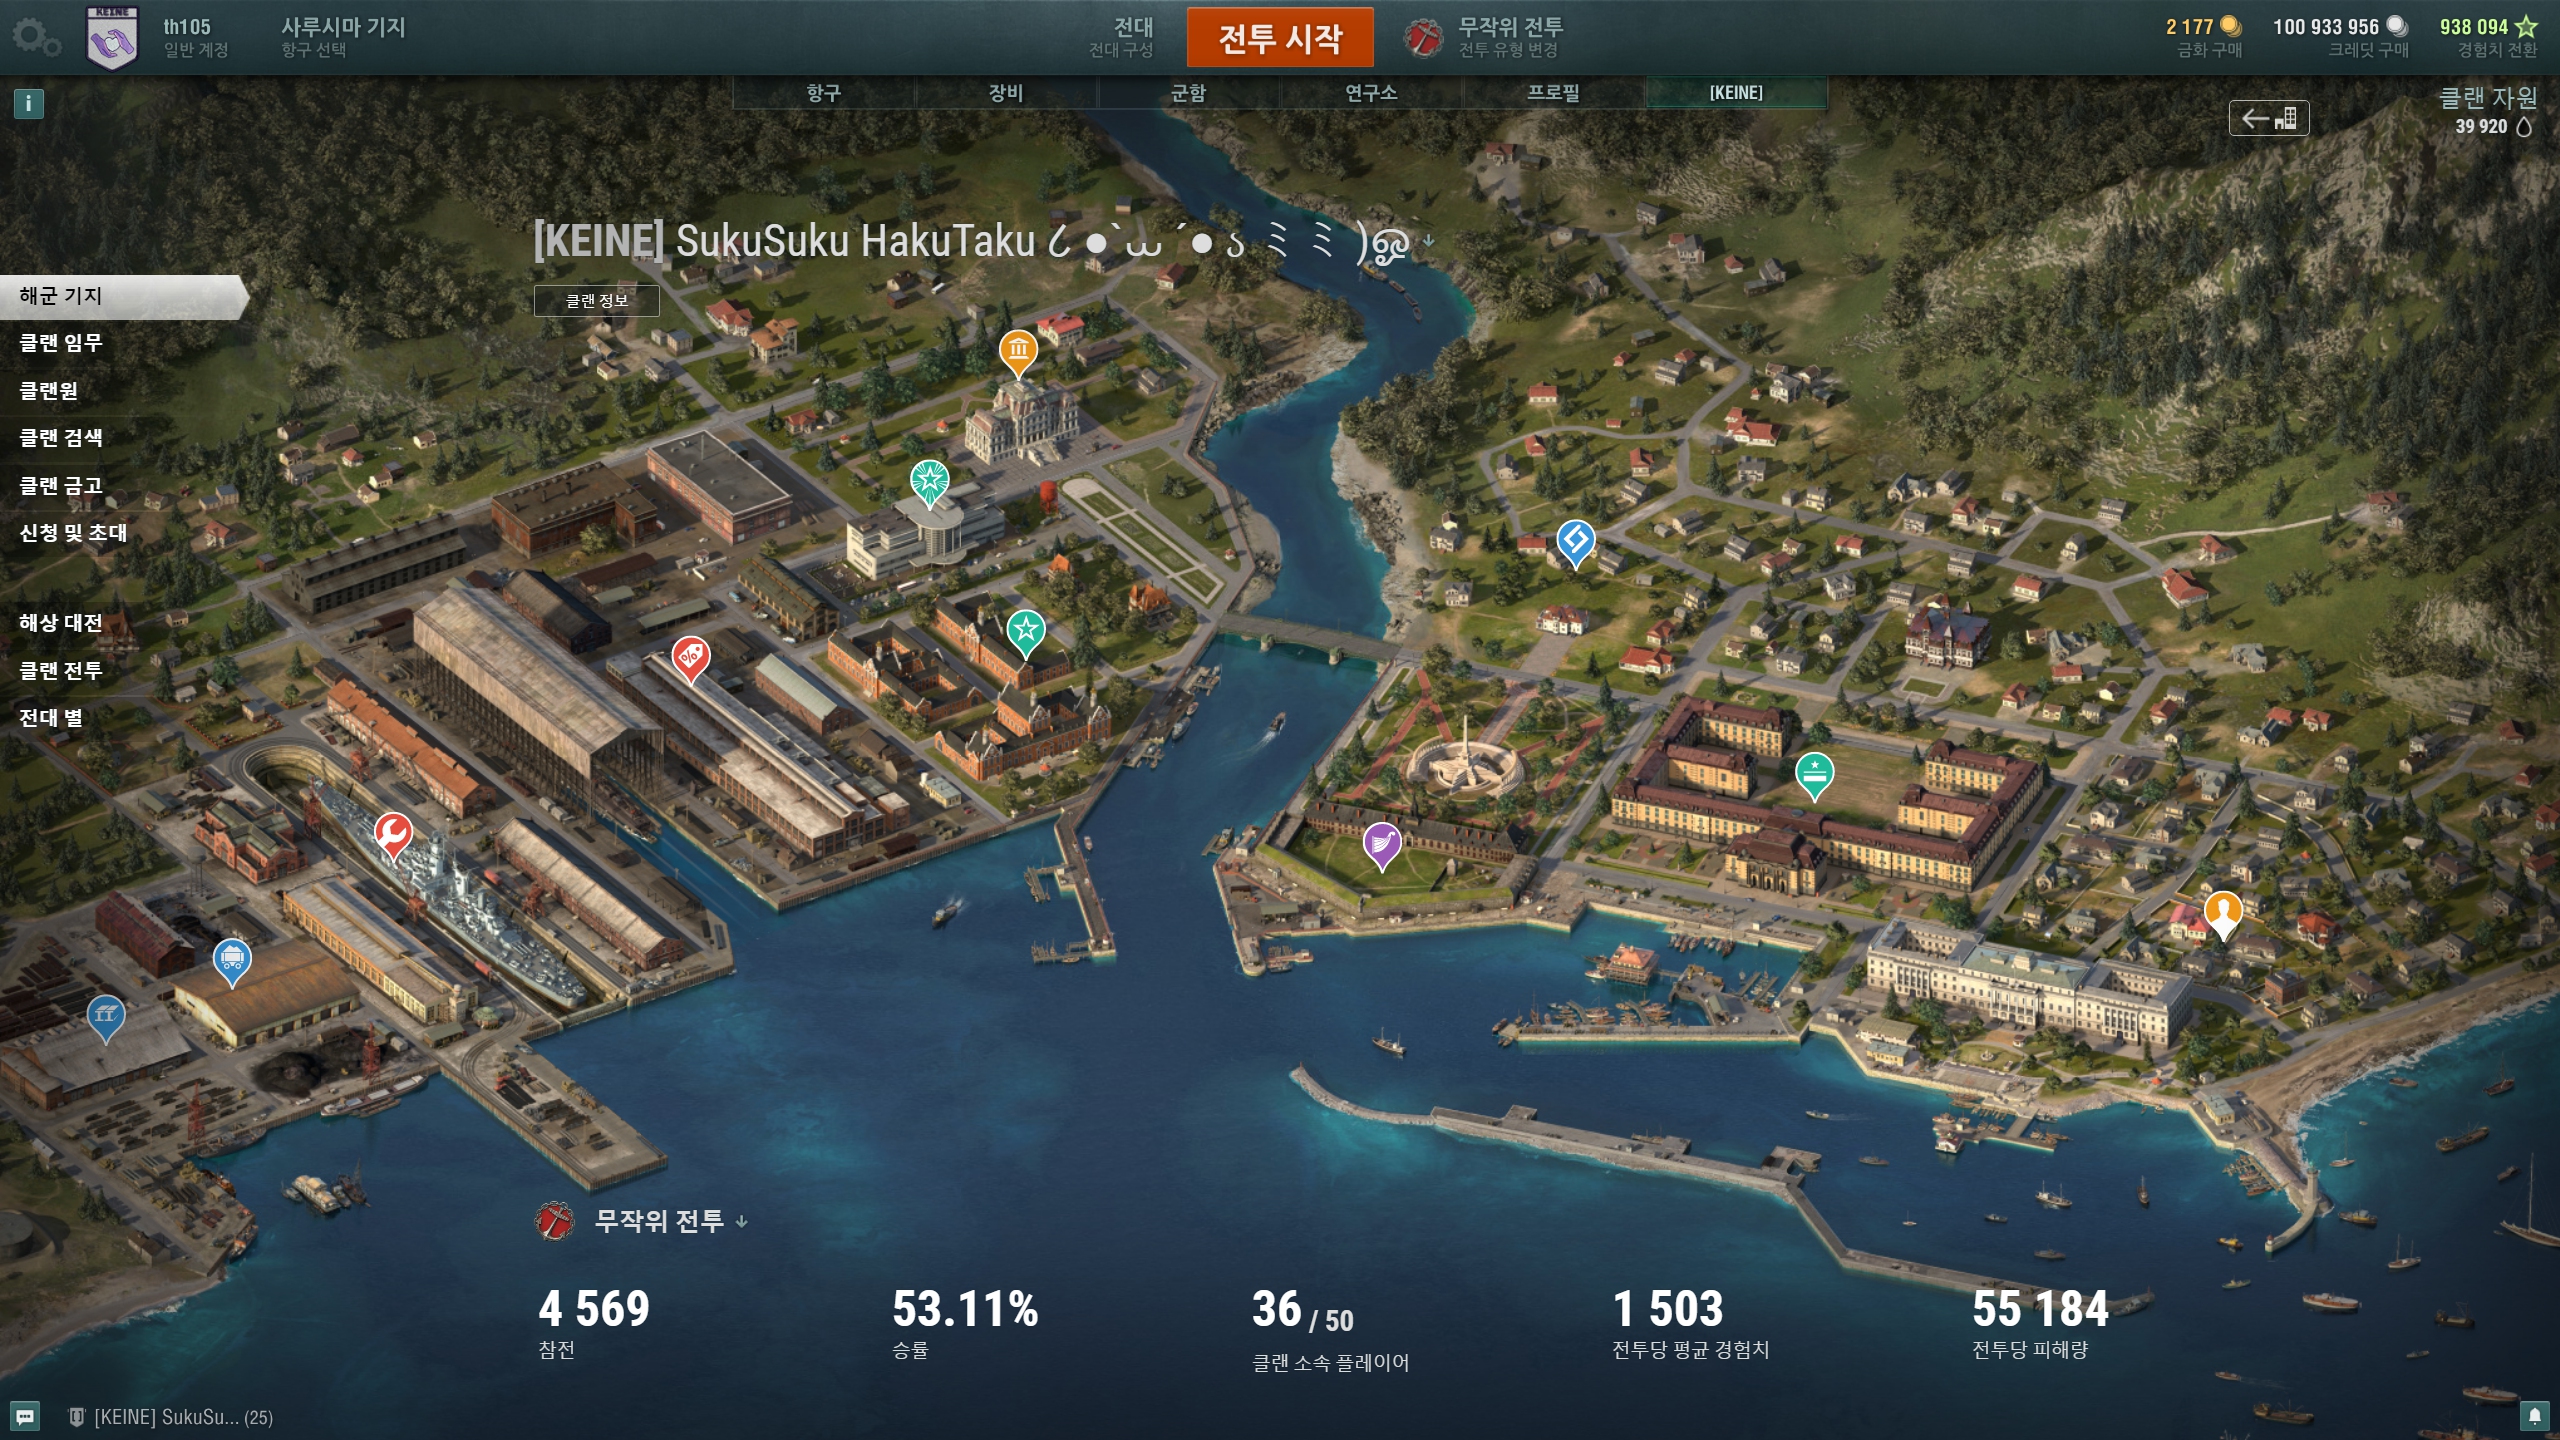 KEINE
th105
일반 계정
사루시마 기지
항구 선택
전대
전대 구성
전투 시작
무작위 전투
전투 유형 변경
2 177
금화 구매
100 933 956
크레딧 구매
938 094
경험치 전환
항구
장비
군함
연구소
프로필
[KEINE]
클랜 자원
39 920
[KEINE] SukuSuku HakuTaku
클랜 정보
해군 기지
클랜 임무
클랜원
클랜 검색
클랜 금고
신청 및 초대
해상 대전
클랜 전투
전대 별
무작위 전투
4 569
참전
53.11%
승률
36 / 50
클랜 소속 플레이어
1 503
전투당 평균 경험치
55 184
전투당 피해량
[KEINE] SukuSu... (25)